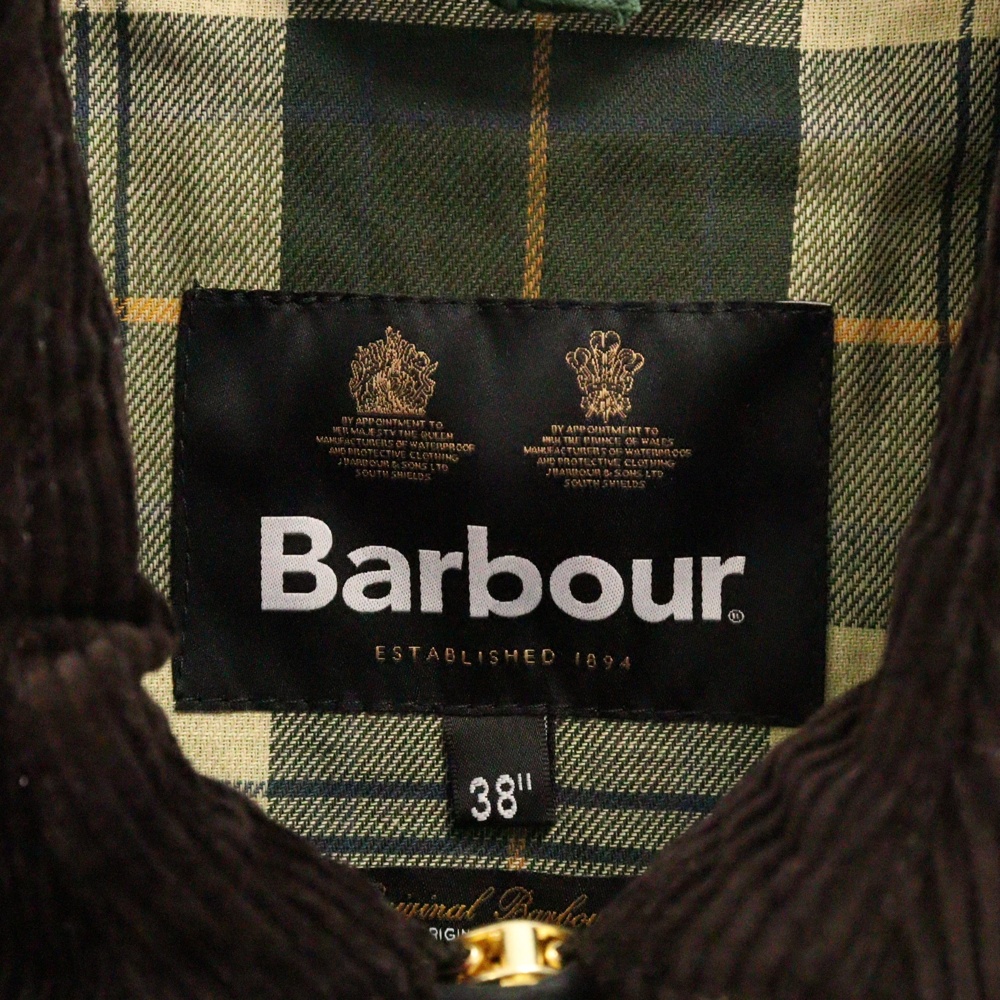 BY APPOINTMENT TO
HER MAJESTY THE QUEEN
MANUFACTURERS OF WATERPROOF
AND PROTECTIVE CLOTHING
J.BARBOUR & SONS LTD
SOUTH SHIELDS
BY APPOINTMENT TO
HRH THE PRINCE OF WALES
MANUFACTURERS OF WATERPROOF
AND PROTECTIVE CLOTHING
J.BARBOUR & SONS LTD
SOUTH SHIELDS
Barbour®
ESTABLISHED 1894
38"
Original Barbour